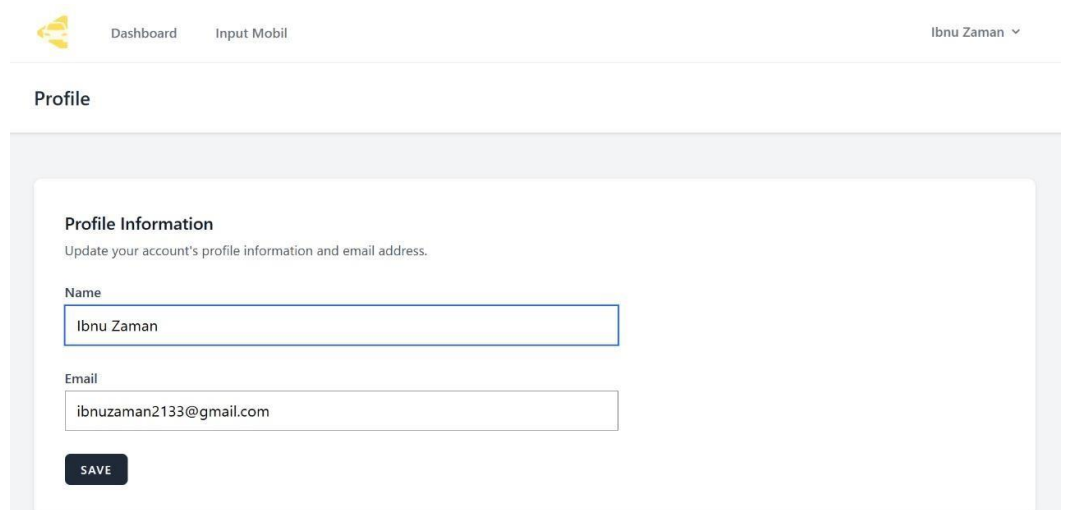 Dashboard Input Mobil Ibnu Zaman
Profile
Profile Information
Update your account's profile information and email address.
Name
Ibnu Zaman
Email
ibnuzaman2133@gmail.com
SAVE